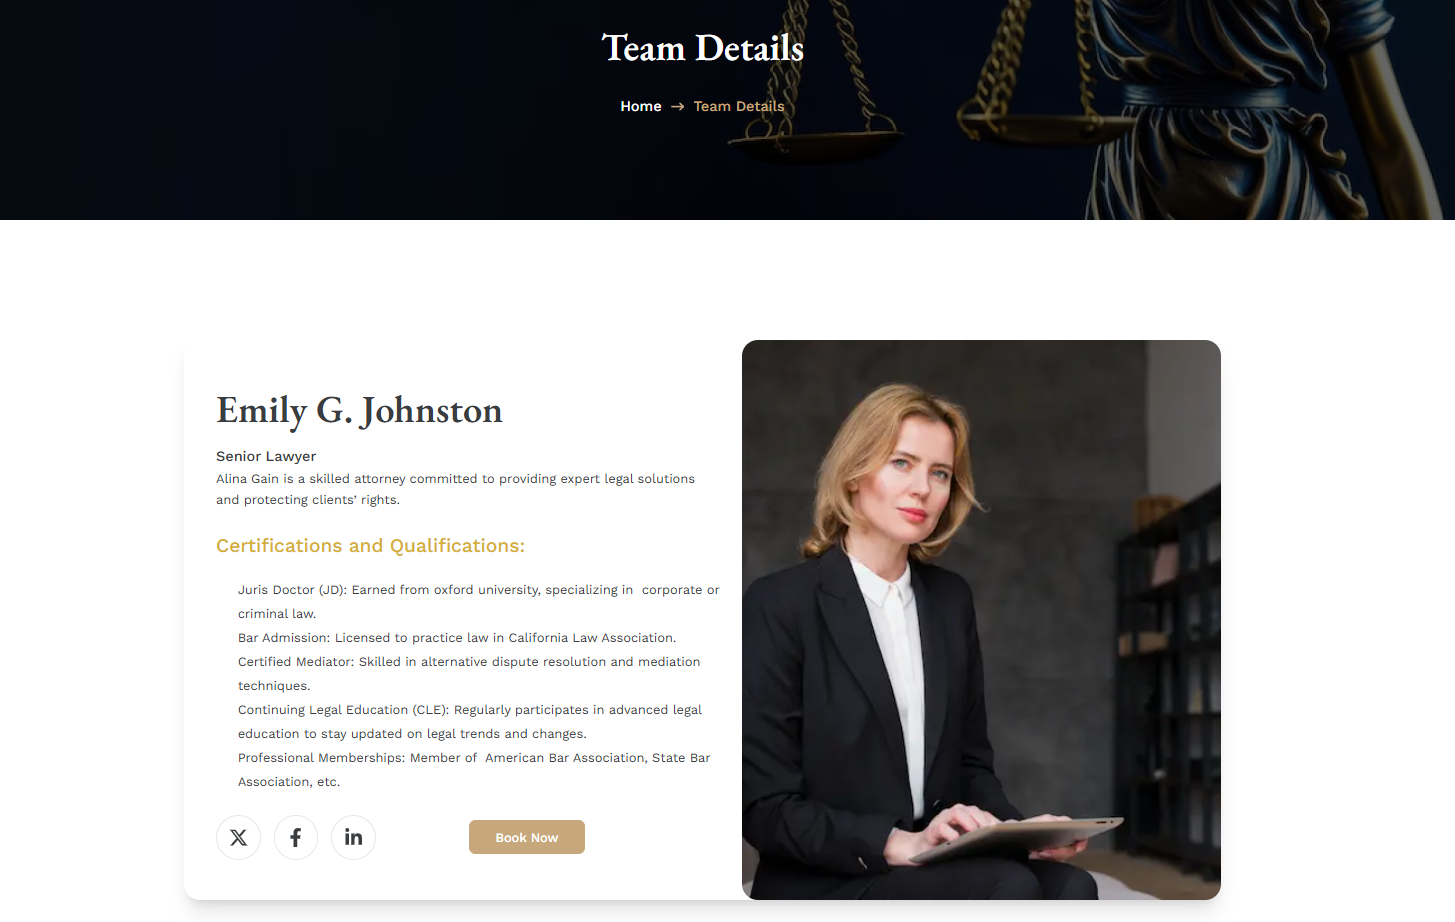 Team Details
Home → Team Details
Emily G. Johnston
Senior Lawyer
Alina Gain is a skilled attorney committed to providing expert legal solutions
and protecting clients’ rights.
Certifications and Qualifications:
Juris Doctor (JD): Earned from oxford university, specializing in  corporate or
criminal law.
Bar Admission: Licensed to practice law in California Law Association.
Certified Mediator: Skilled in alternative dispute resolution and mediation
techniques.
Continuing Legal Education (CLE): Regularly participates in advanced legal
education to stay updated on legal trends and changes.
Professional Memberships: Member of  American Bar Association, State Bar
Association, etc.
Book Now